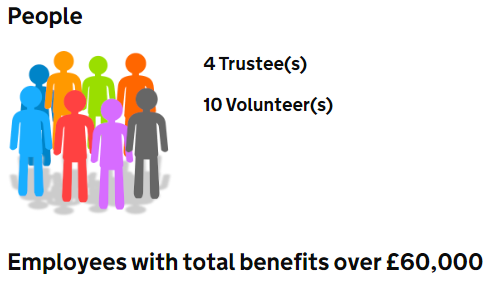 People
4 Trustee(s)
10 Volunteer(s)
Employees with total benefits over £60,000